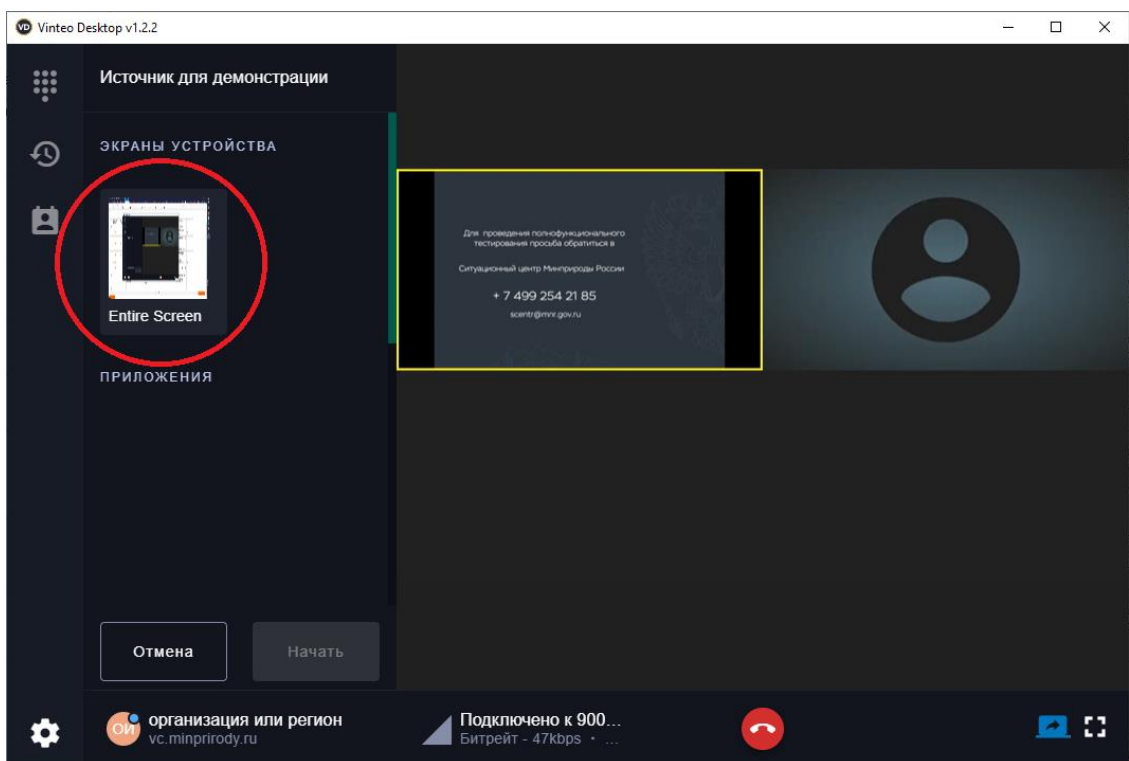 Vinteo Desktop v1.2.2
Источник для демонстрации
ЭКРАНЫ УСТРОЙСТВА
Entire Screen
ПРИЛОЖЕНИЯ
Отмена
Начать
Для проведения полнофункционального
тестирования просьба обратиться в
Ситуационный центр Минприроды России
+ 7 499 254 21 85
scentr@mnr.gov.ru
ОИ
организация или регион
vc.minprirody.ru
Подключено к 900...
Битрейт - 47kbps • ...